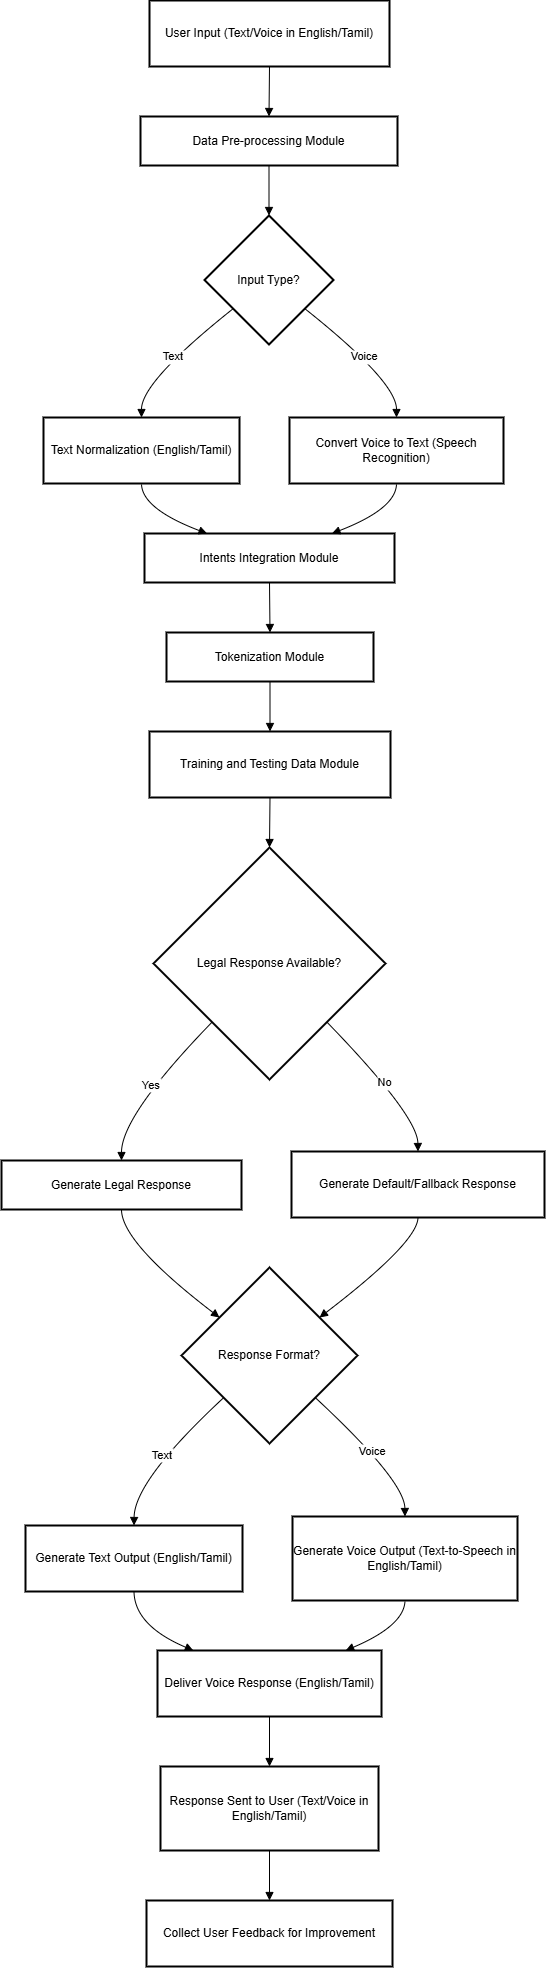 User Input (Text/Voice in English/Tamil)
Data Pre-processing Module
Input Type?
Text
Voice
Text Normalization (English/Tamil)
Convert Voice to Text (Speech
Recognition)
Intents Integration Module
Tokenization Module
Training and Testing Data Module
Legal Response Available?
Yes
No
Generate Legal Response
Generate Default/Fallback Response
Response Format?
Text
Voice
Generate Text Output (English/Tamil)
Generate Voice Output (Text-to-Speech in
English/Tamil)
Deliver Voice Response (English/Tamil)
Response Sent to User (Text/Voice in
English/Tamil)
Collect User Feedback for Improvement